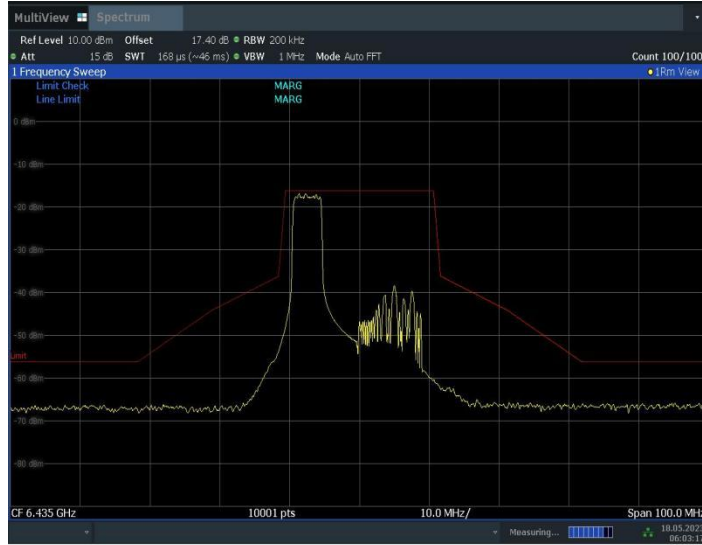 MultiView Spectrum
Ref Level 10.00 dBm Offset 17.40 dB RBW 200 kHz
Att 15 dB SWT 168 µs (~46 ms) VBW 1 MHz Mode Auto FFT Count 100/100
1 Frequency Sweep 1Rm View
Limit Check MARG
Line Limit MARG
0 dBm
-10 dBm
-20 dBm
-30 dBm
-40 dBm
-50 dBm
Limit
-60 dBm
-70 dBm
-80 dBm
CF 6.435 GHz 10001 pts 10.0 MHz/ Span 100.0 MHz
Measuring... 18.05.2023
06:03:17